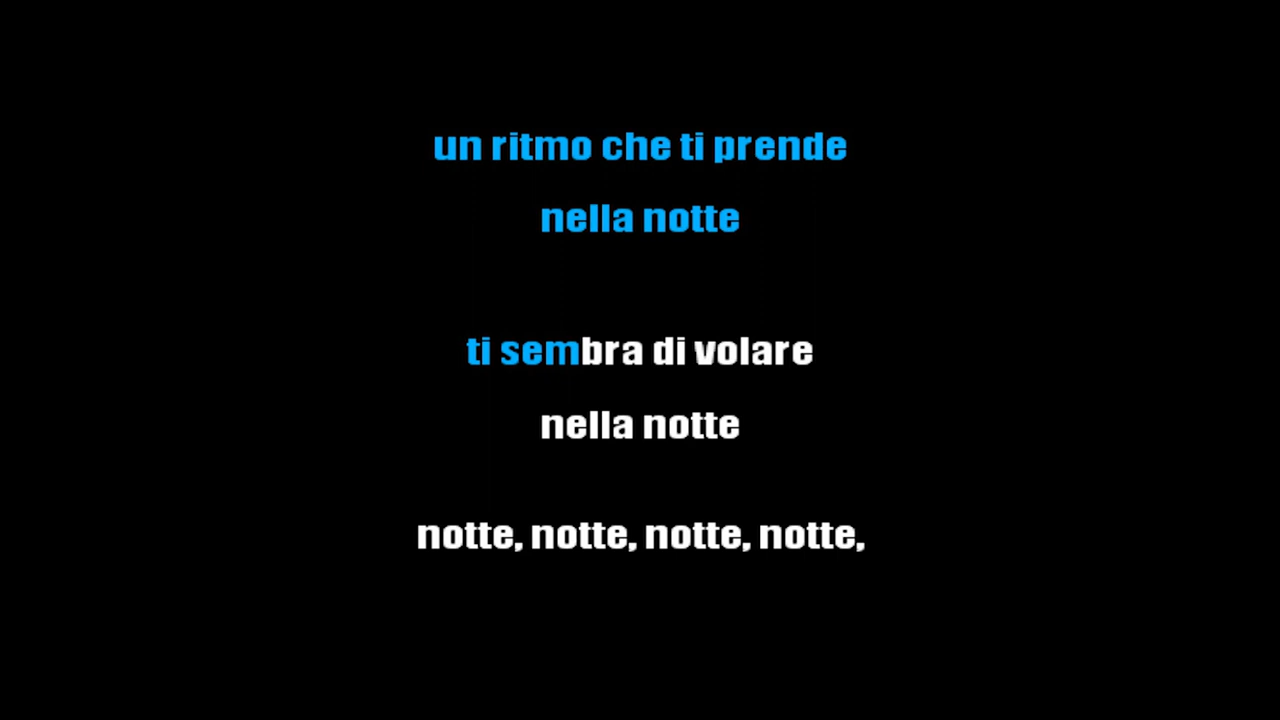 un ritmo che ti prende
nella notte
ti sembra di volare
nella notte
notte, notte, notte, notte,